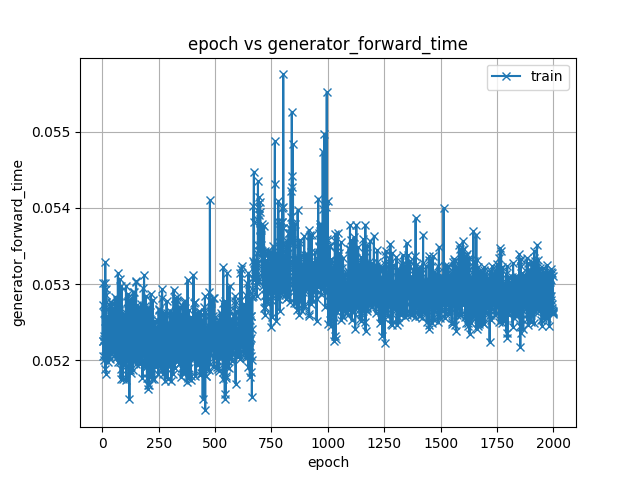 epoch vs generator_forward_time
train
generator_forward_time
0.055
0.054
0.053
0.052
0 250 500 750 1000 1250 1500 1750 2000
epoch